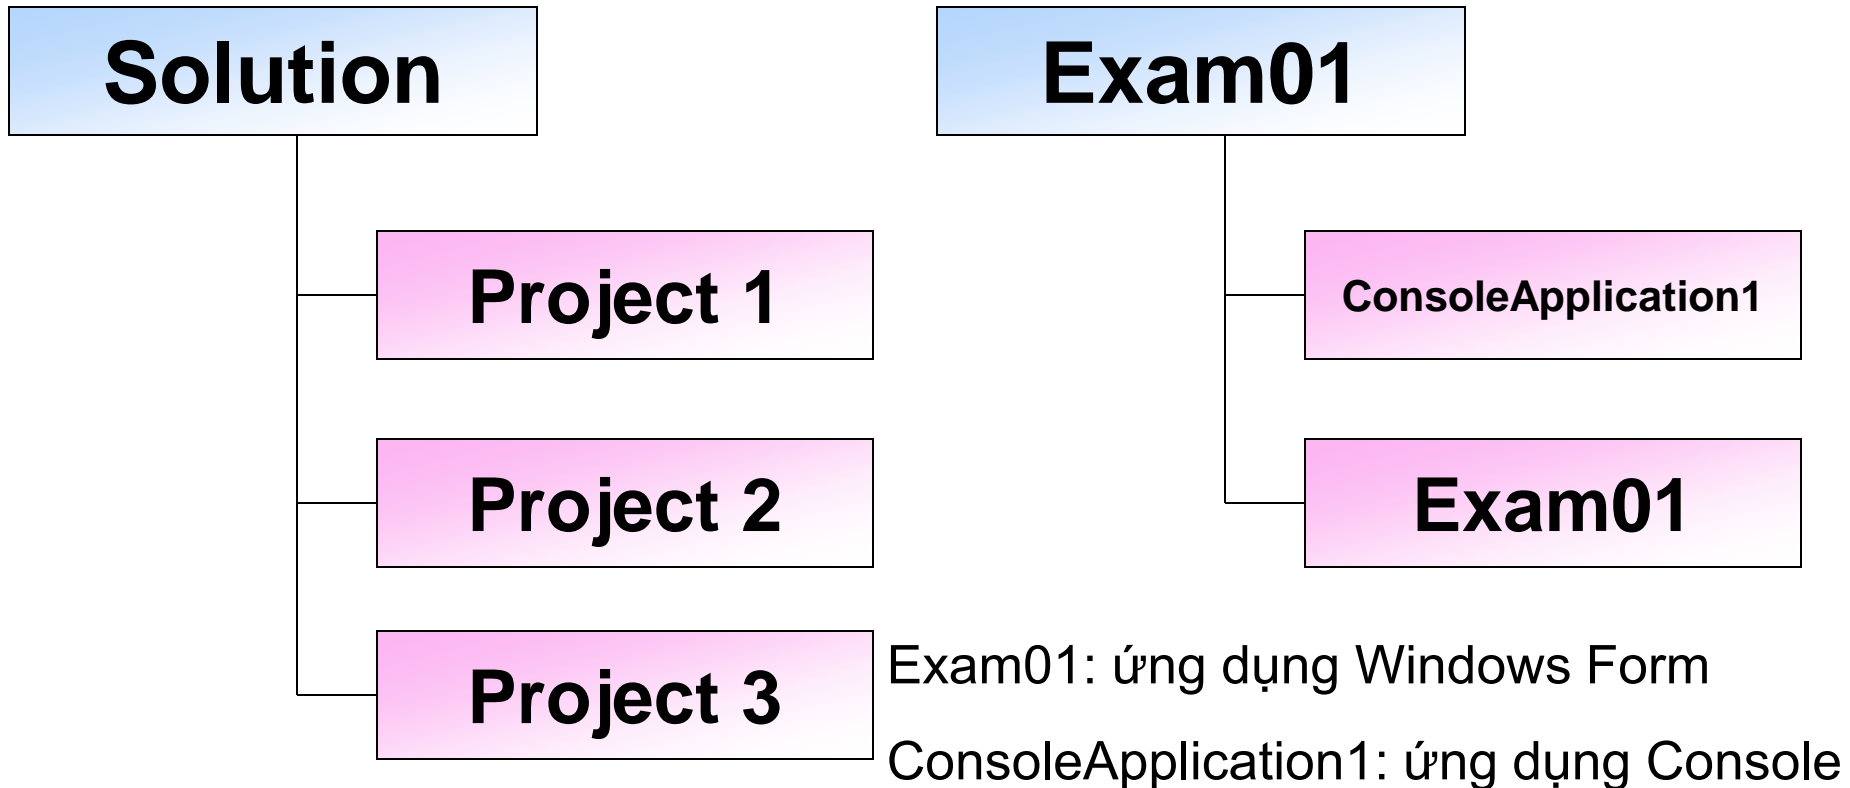 Solution
Project 1
Project 2
Project 3
Exam01
ConsoleApplication1
Exam01
Exam01: ứng dụng Windows Form
ConsoleApplication1: ứng dụng Console